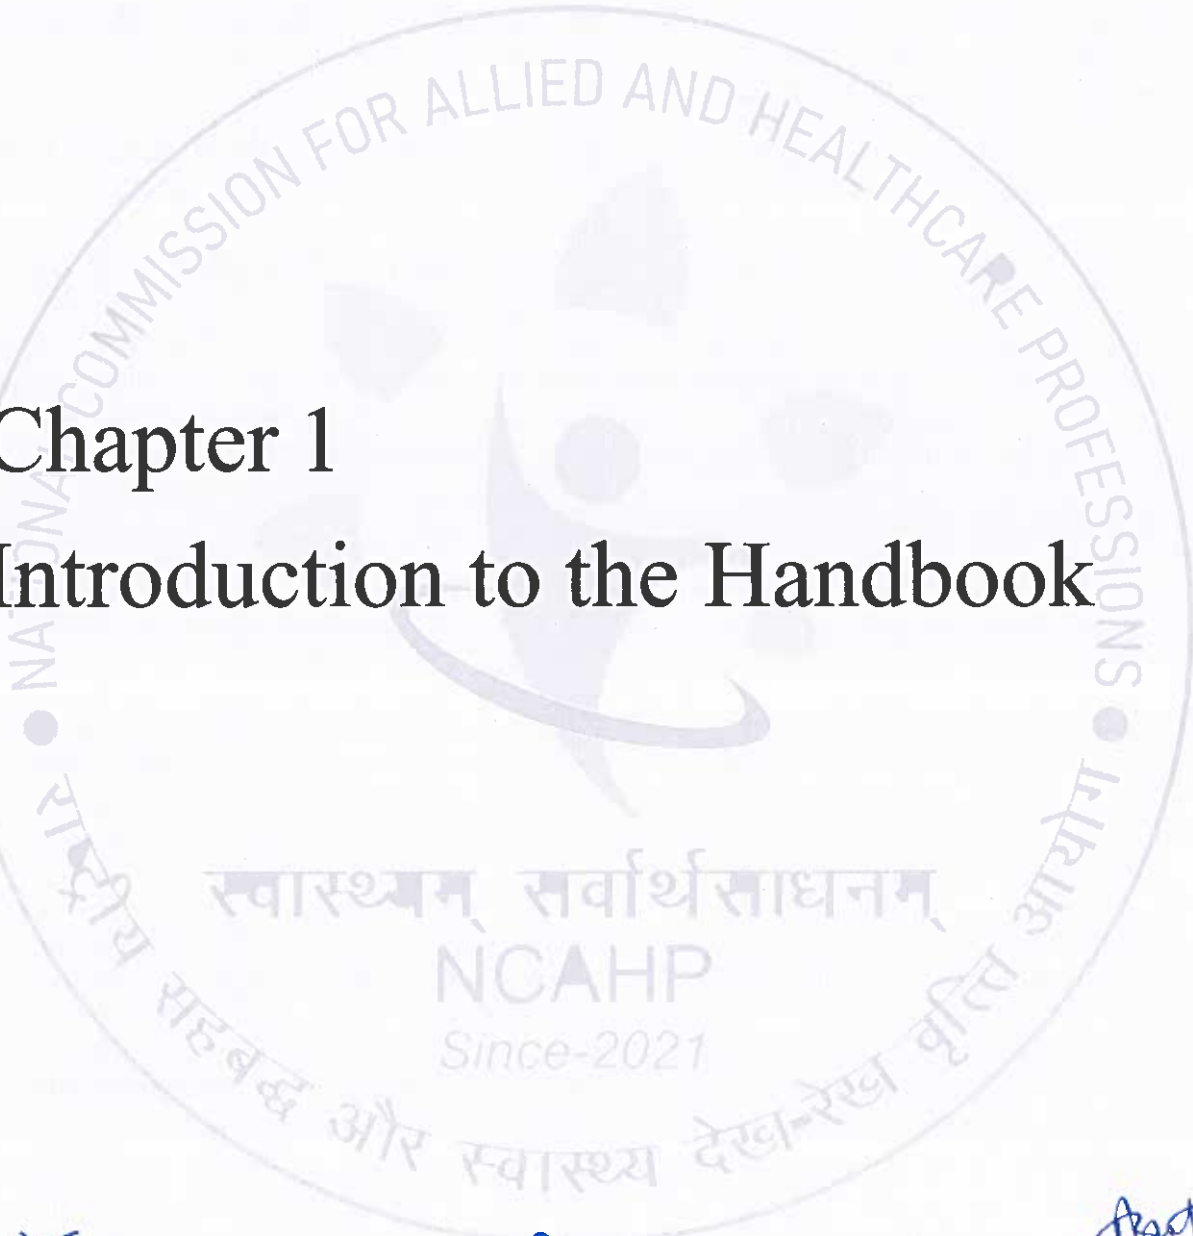 NATIONAL COMMISSION FOR ALLIED AND HEALTHCARE PROFESSIONS
Chapter 1
Introduction to the Handbook
स्वास्थ्यम् सर्वार्थसाधनम्
NCAHP
Since-2021
राष्ट्रीय सहबद्ध और स्वास्थ्य देख-रेख वृत्ति आयोग